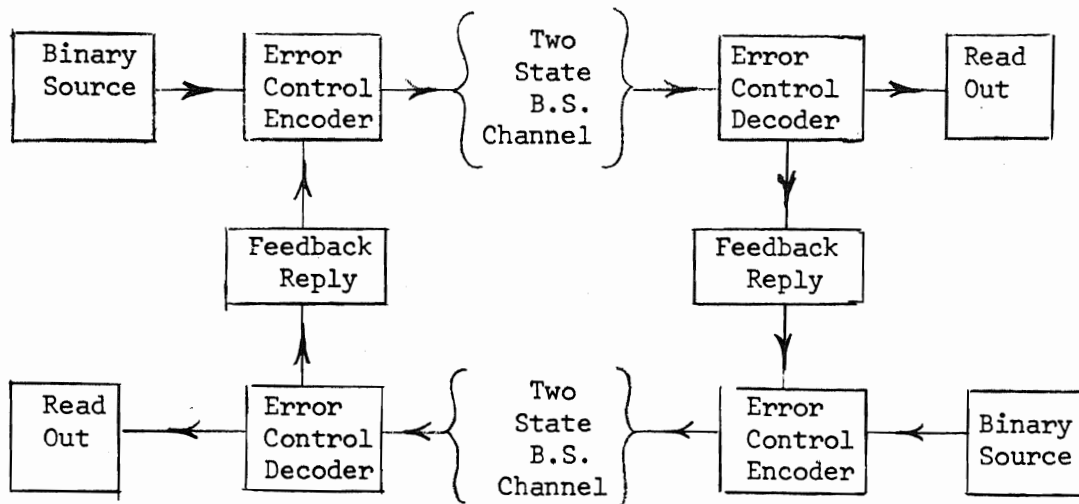 Binary
Source
Error
Control
Encoder
Two
State
B.S.
Channel
Error
Control
Decoder
Read
Out
Feedback
Reply
Feedback
Reply
Read
Out
Error
Control
Decoder
Two
State
B.S.
Channel
Error
Control
Encoder
Binary
Source